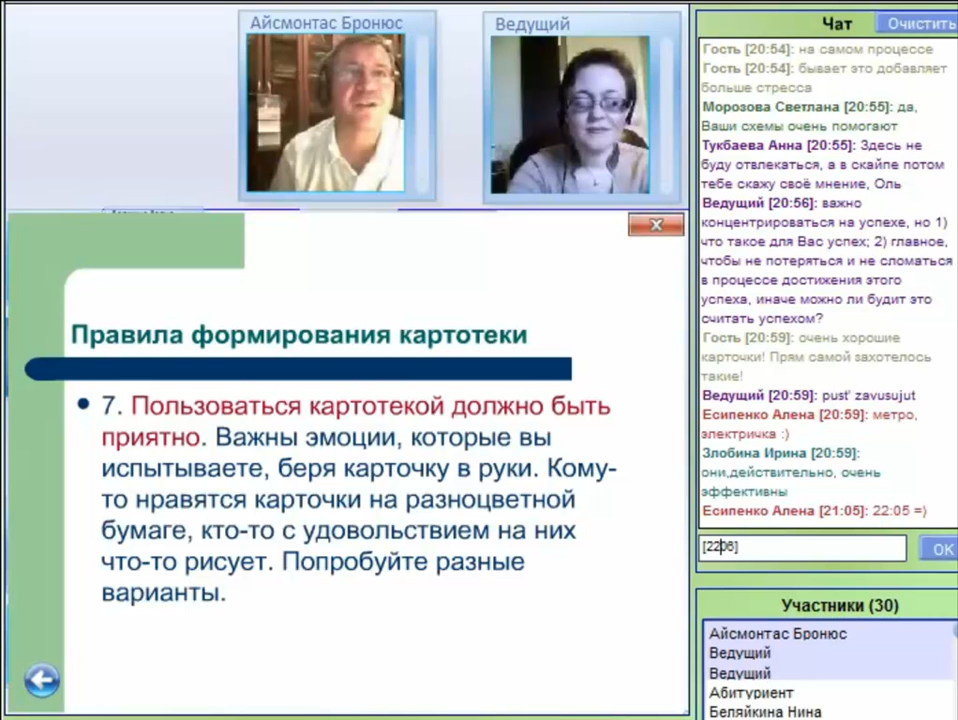 Айсмонтас Бронюс
Ведущий
Правила формирования картотеки
7. Пользоваться картотекой должно быть
приятно. Важны эмоции, которые вы
испытываете, беря карточку в руки. Кому-
то нравятся карточки на разноцветной
бумаге, кто-то с удовольствием на них
что-то рисует. Попробуйте разные
варианты.
Чат
Очистить
Гость [20:54]: на самом процессе
Гость [20:54]: бывает это добавляет
больше стресса
Морозова Светлана [20:55]: да,
Ваши схемы очень помогают
Тукбаева Анна [20:55]: Здесь не
буду отвлекаться, а в скайпе потом
тебе скажу своё мнение, Оль
Ведущий [20:56]: важно
концентрироваться на успехе, но 1)
что такое для Вас успех; 2) главное,
чтобы не потеряться и не сломаться
в процессе достижения этого
успеха, иначе можно ли будит это
считать успехом?
Гость [20:59]: очень хорошие
карточки! Прям самой захотелось
такие!
Ведущий [20:59]: pust' zavusujut
Есипенко Алена [20:59]: метро,
электричка :)
Злобина Ирина [20:59]:
они,действительно, очень
эффективны
Есипенко Алена [21:05]: 22:05 =)
[2206]
OK
Участники (30)
Айсмонтас Бронюс
Ведущий
Ведущий
Абитуриент
Беляйкина Нина